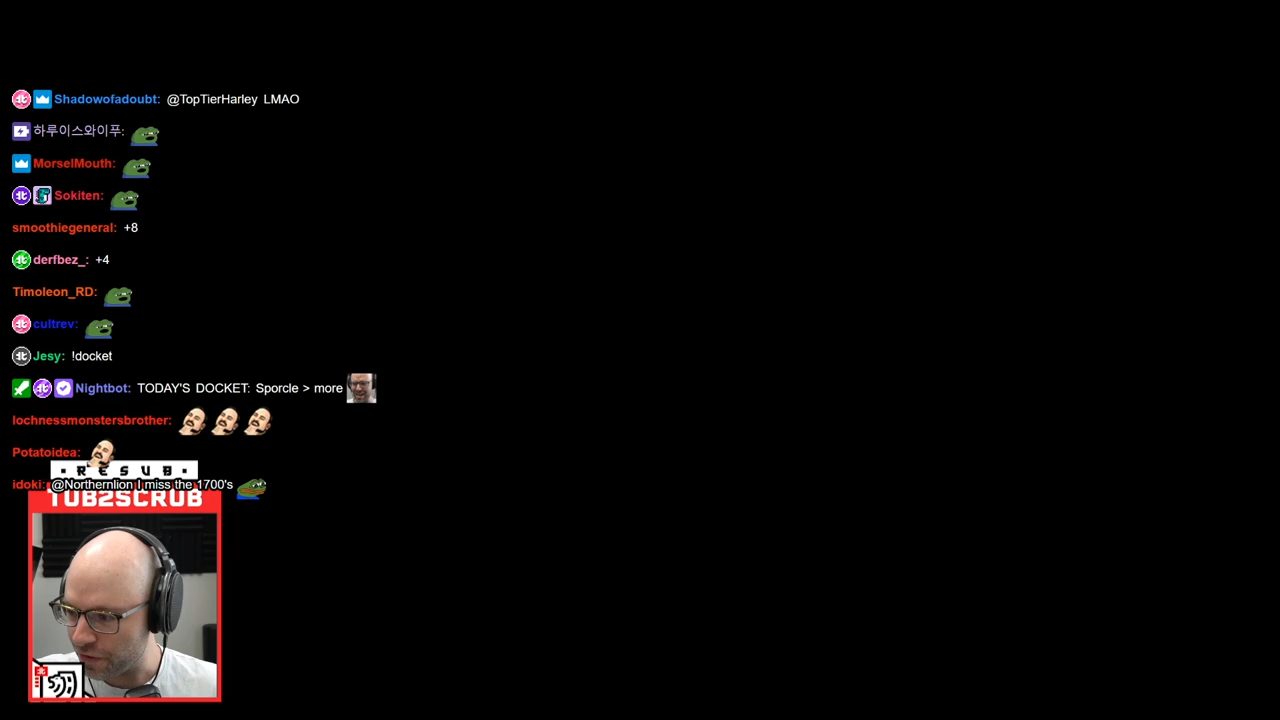 Shadowofadoubt: @TopTierHarley LMAO
하루이스와이푸:
MorselMouth:
Sokiten:
smoothiegeneral: +8
derfbez_: +4
Timoleon_RD:
cultrev:
Jesy: !docket
Nightbot: TODAY'S DOCKET: Sporcle > more
lochnessmonstersbrother:
Potatoidea:
RESUB
idoki: @Northernlion I miss the 1700's
TUB2SCRUB